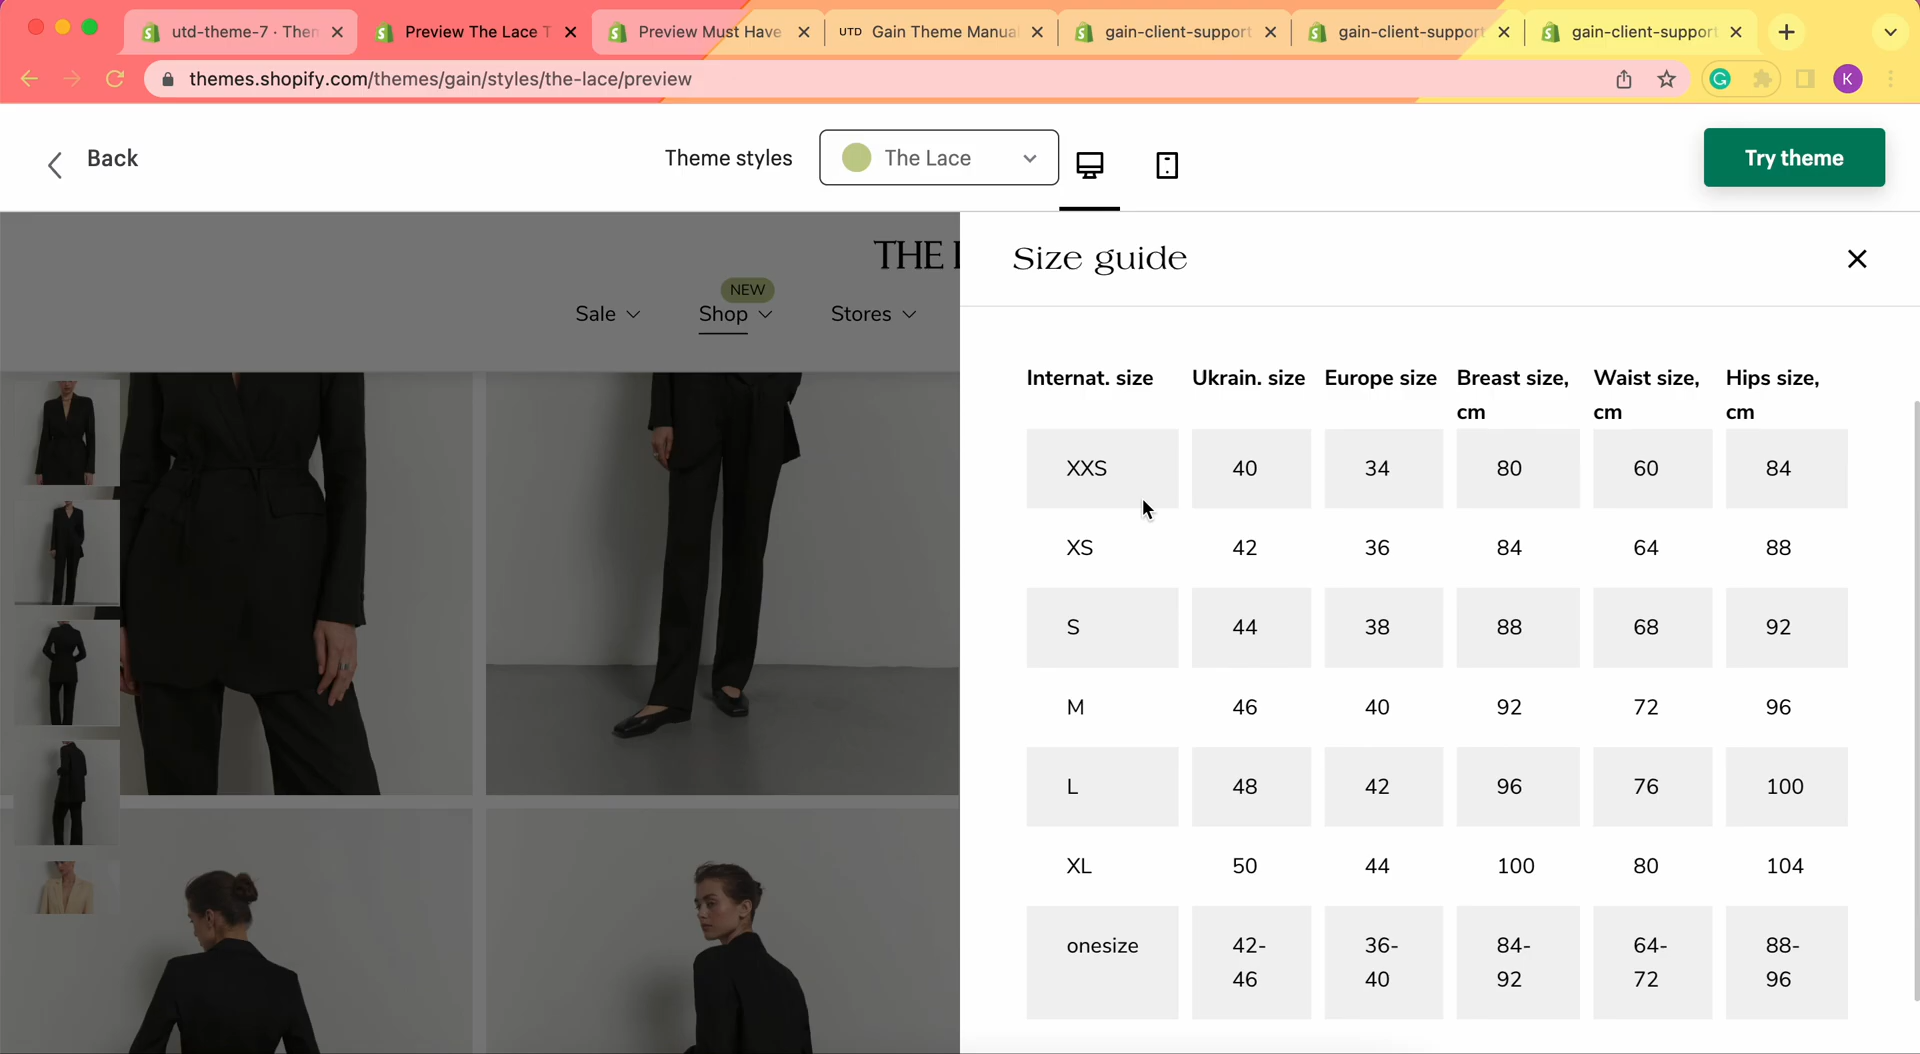 utd-theme-7 · Them
Preview The Lace T
Preview Must Have
UTD Gain Theme Manual
gain-client-support
gain-client-support
gain-client-support
themes.shopify.com/themes/gain/styles/the-lace/preview
K
Back
Theme styles
The Lace
Try theme
THE
NEW
Sale
Shop
Stores
Size guide
Internat. size Ukrain. size Europe size Breast size, cm Waist size, cm Hips size, cm
XXS 40 34 80 60 84
XS 42 36 84 64 88
S 44 38 88 68 92
M 46 40 92 72 96
L 48 42 96 76 100
XL 50 44 100 80 104
onesize 42-46 36-40 84-92 64-72 88-96